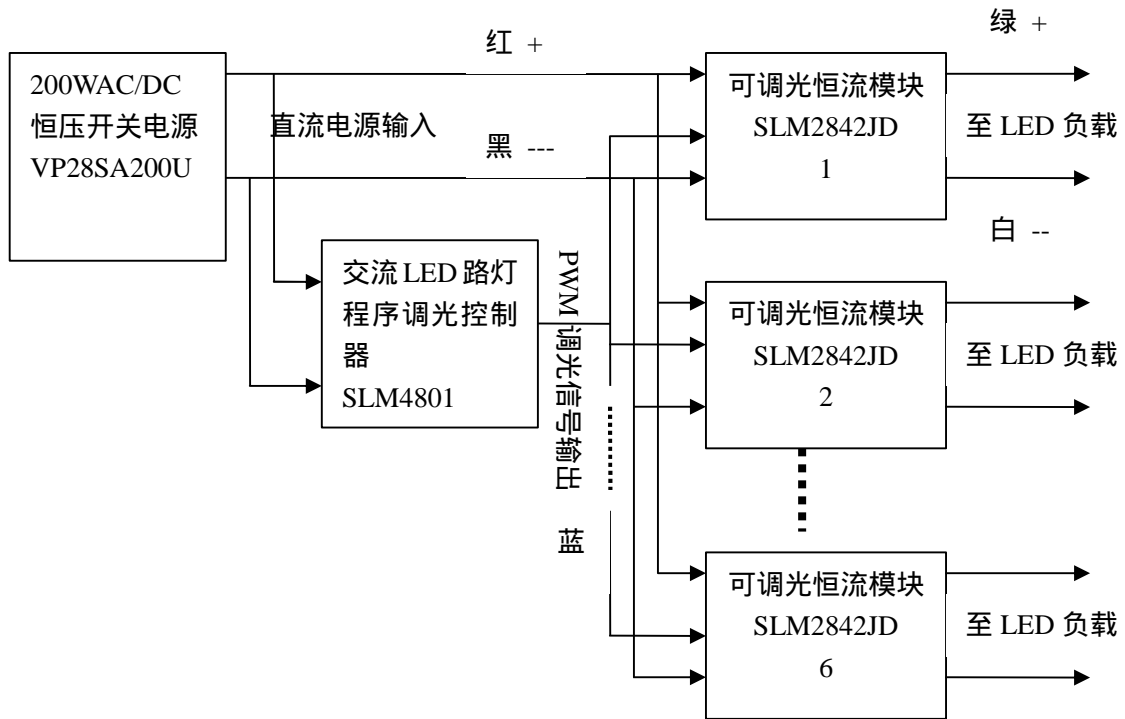 绿 +
红 +
200WAC/DC
恒压开关电源
VP28SA200U
直流电源输入
黑 ---
可调光恒流模块
SLM2842JD
1
至 LED 负载
白 --
交流 LED 路灯
程序调光控制
器
SLM4801
PWM 调光信号输出 蓝
可调光恒流模块
SLM2842JD
2
至 LED 负载
可调光恒流模块
SLM2842JD
6
至 LED 负载